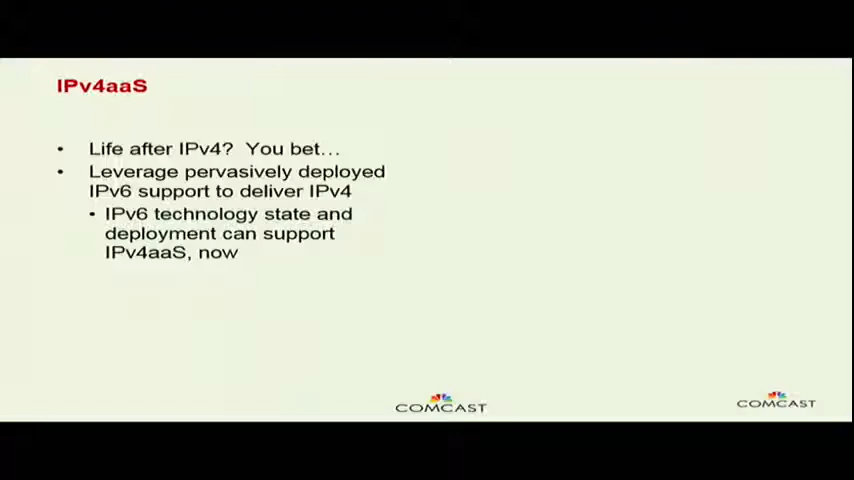 IPv4aaS
• Life after IPv4? You bet…
• Leverage pervasively deployed
IPv6 support to deliver IPv4
• IPv6 technology state and
deployment can support
IPv4aaS, now
COMCAST
COMCAST